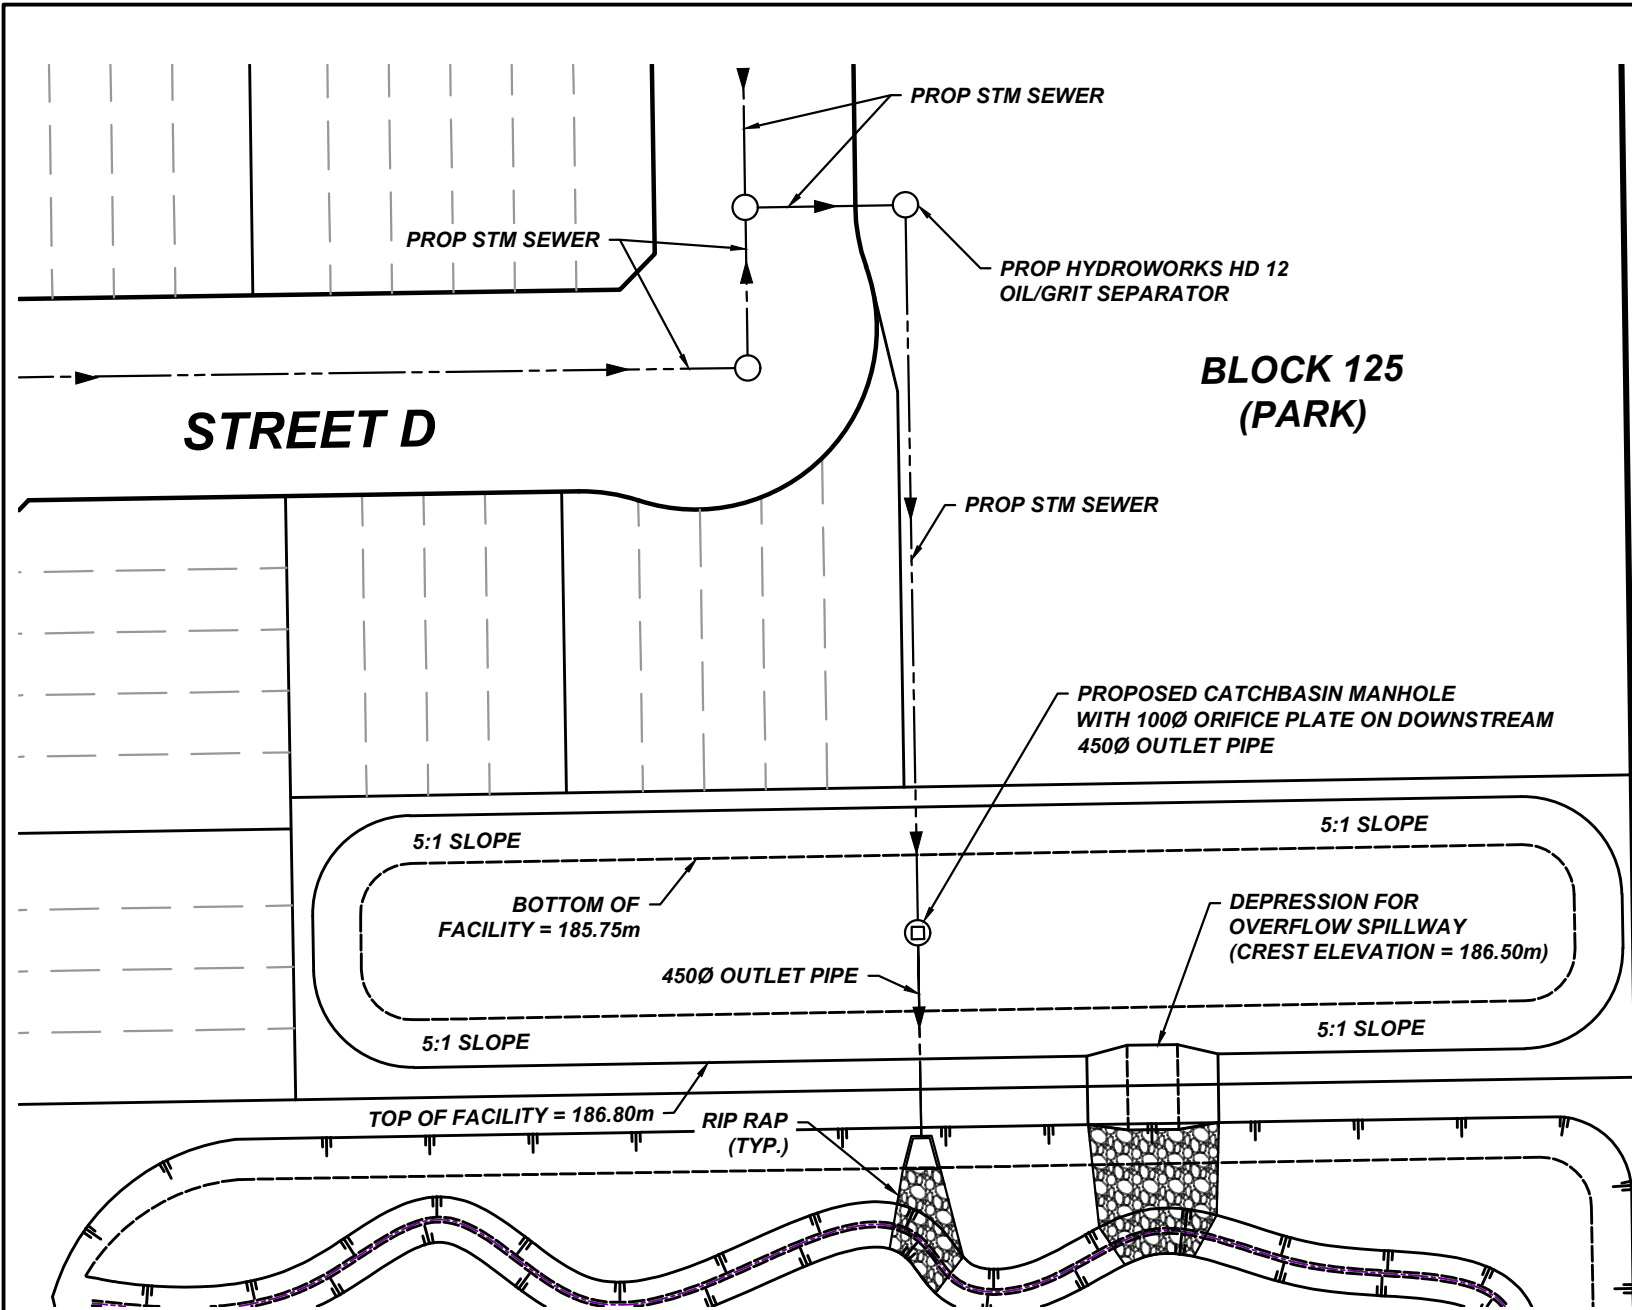 PROP STM SEWER
PROP STM SEWER
PROP HYDROWORKS HD 12
OIL/GRIT SEPARATOR
BLOCK 125
(PARK)
STREET D
PROP STM SEWER
PROPOSED CATCHBASIN MANHOLE
WITH 100Ø ORIFICE PLATE ON DOWNSTREAM
450Ø OUTLET PIPE
5:1 SLOPE
5:1 SLOPE
BOTTOM OF
FACILITY = 185.75m
DEPRESSION FOR
OVERFLOW SPILLWAY
(CREST ELEVATION = 186.50m)
450Ø OUTLET PIPE
5:1 SLOPE
5:1 SLOPE
TOP OF FACILITY = 186.80m
RIP RAP
(TYP.)